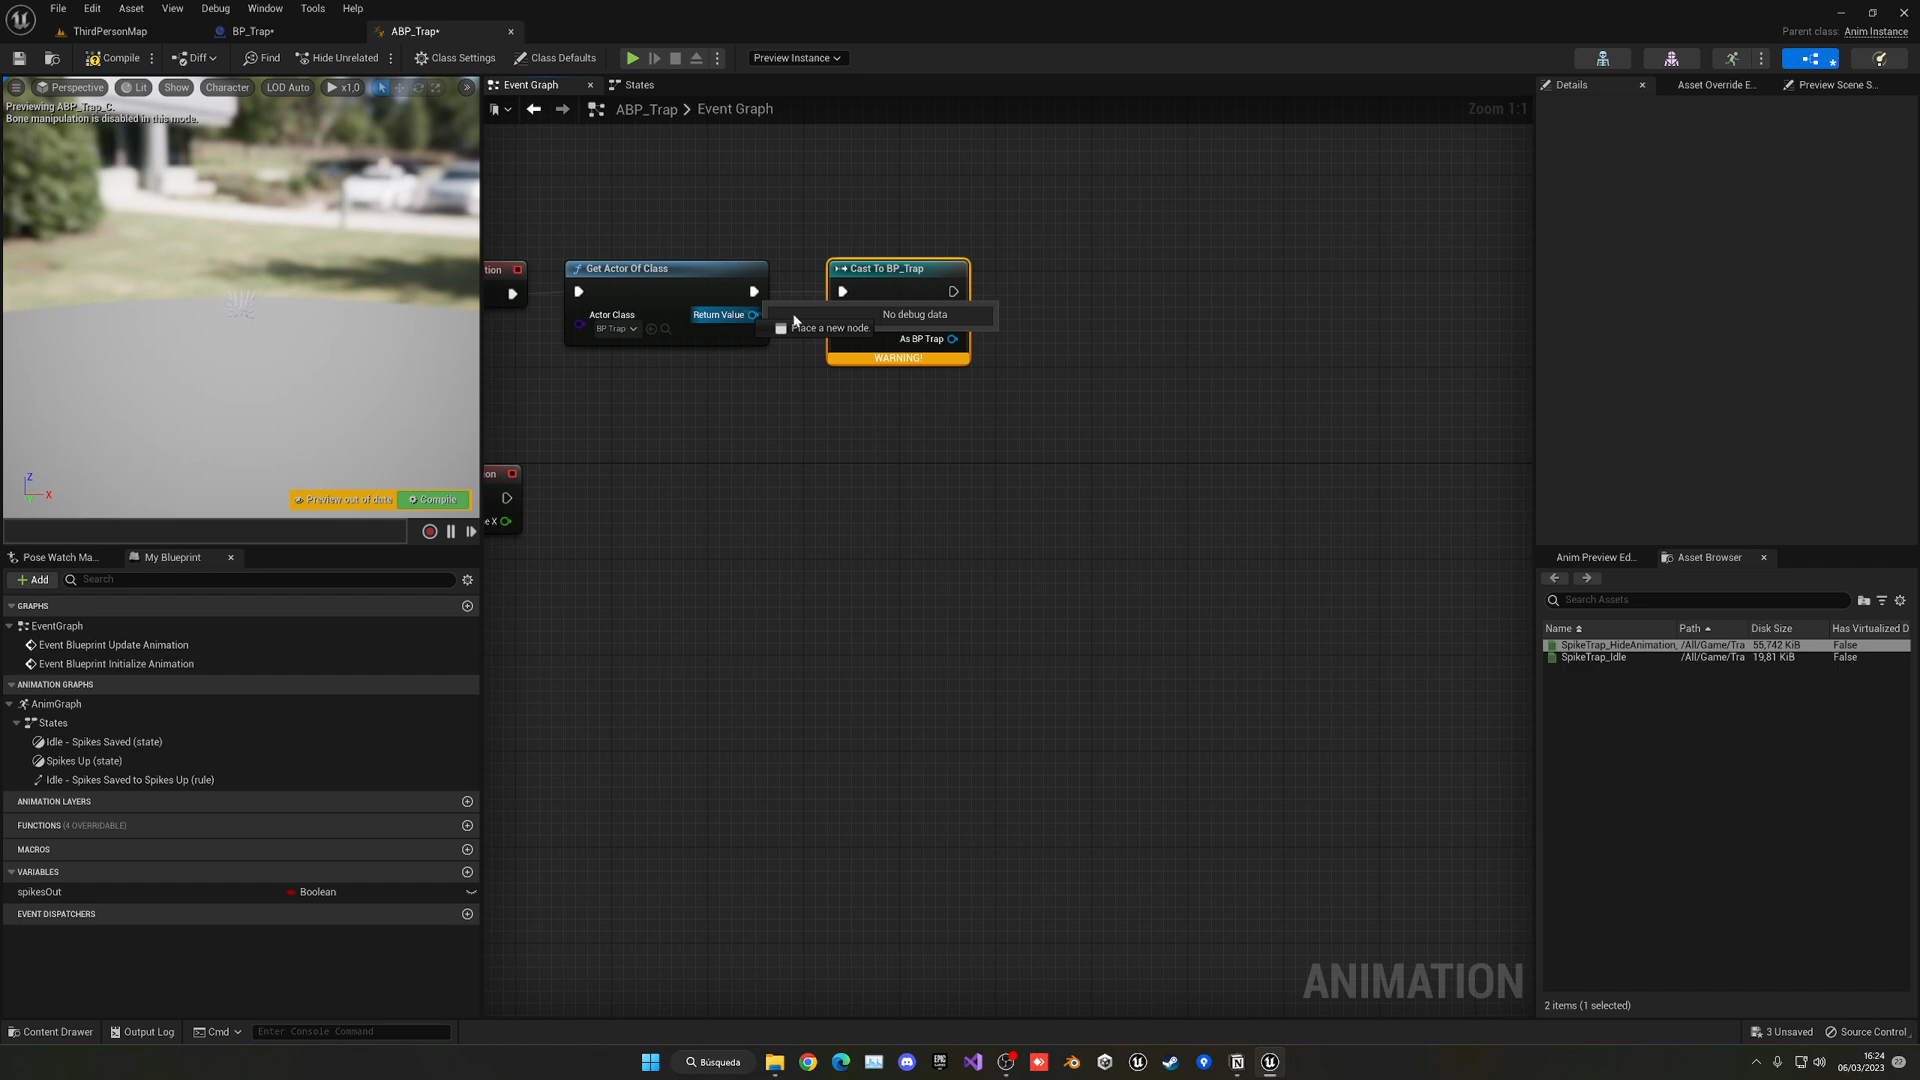 File Edit Asset View Debug Window Tools Help
ThirdPersonMap
BP_Trap*
ABP_Trap*
Parent class: Anim Instance
Compile
Diff
Find
Hide Unrelated
Class Settings
Class Defaults
Preview Instance
Perspective
Lit
Show
Character
LOD Auto
x1,0
Previewing ABP_Trap_C.
Bone manipulation is disabled in this mode.
Z
X
Preview out of date
Compile
Event Graph
States
ABP_Trap > Event Graph
Zoom 1:1
tion
Get Actor Of Class
Actor Class
BP Trap
Return Value
Cast To BP_Trap
No debug data
Place a new node.
As BP Trap
WARNING!
on
e X
ANIMATION
Pose Watch Ma...
My Blueprint
Add
Search
GRAPHS
EventGraph
Event Blueprint Update Animation
Event Blueprint Initialize Animation
ANIMATION GRAPHS
AnimGraph
States
Idle - Spikes Saved (state)
Spikes Up (state)
Idle - Spikes Saved to Spikes Up (rule)
ANIMATION LAYERS
FUNCTIONS (4 OVERRIDABLE)
MACROS
VARIABLES
spikesOut Boolean
EVENT DISPATCHERS
Details
Asset Override E...
Preview Scene S...
Anim Preview Ed...
Asset Browser
Search Assets
Name Path Disk Size Has Virtualized D
SpikeTrap_HideAnimation_ /All/Game/Tra 55,742 KiB False
SpikeTrap_Idle /All/Game/Tra 19,81 KiB False
2 items (1 selected)
Content Drawer
Output Log
Cmd
Enter Console Command
3 Unsaved
Source Control
Búsqueda
16:24
06/03/2023
22